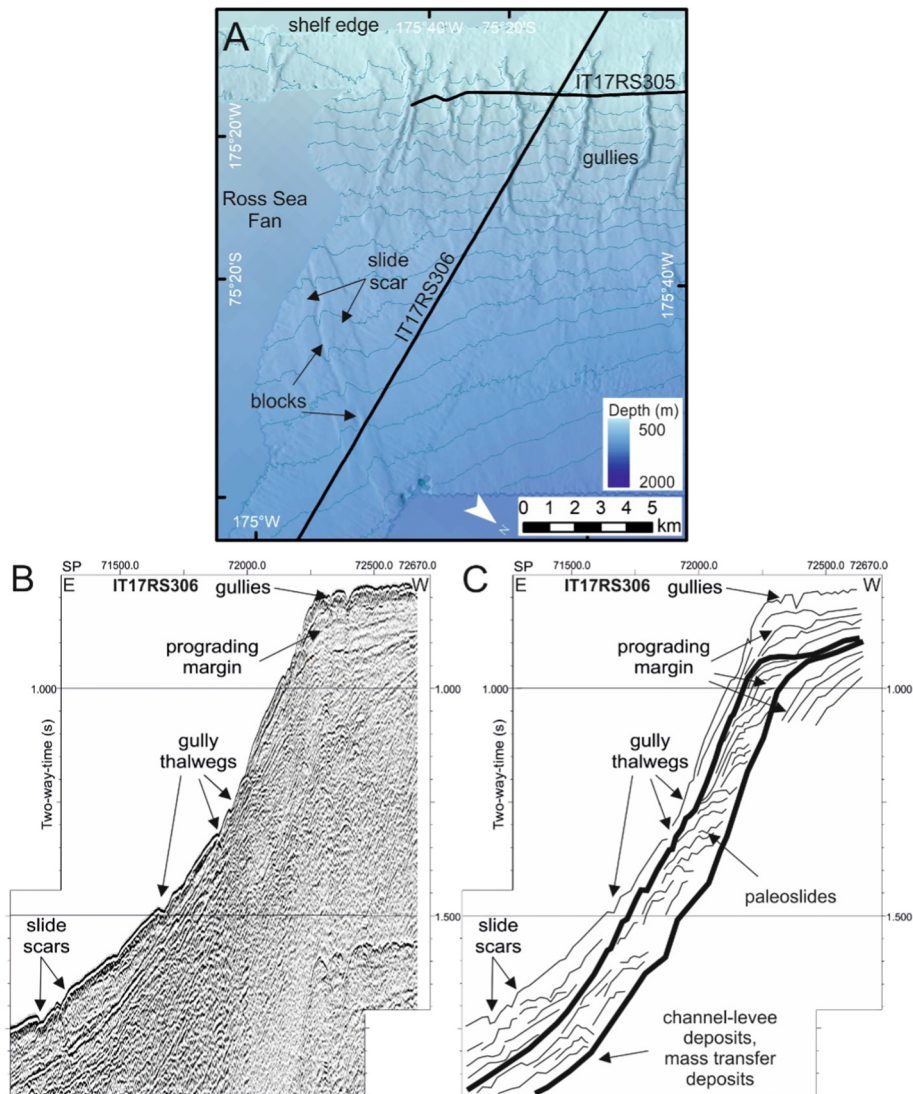 A
shelf edge
175°40'W 75°20'S
IT17RS305
175°20'W
gullies
Ross Sea
Fan
slide
scar
75°20'S
IT17RS306
175°40'W
blocks
Depth (m)
500
2000
175°W
N
0 1 2 3 4 5
km
B
SP 71500.0 72000.0 72500.0 72670.0
E IT17RS306 gullies W
prograding
margin
1.000 1.000
gully
thalwegs
Two-way-time (s)
1.500
slide
scars
C
SP 71500.0 72000.0 72500.0 72670.0
E IT17RS306 gullies W
prograding
margin
1.000 1.000
gully
thalwegs
Two-way-time (s)
paleoslides
1.500 1.500
slide
scars
channel-levee
deposits,
mass transfer
deposits